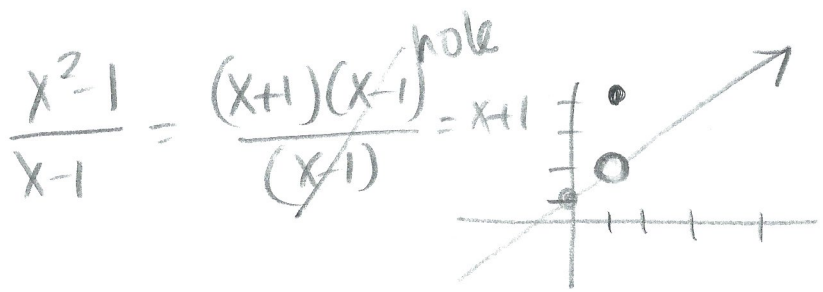 hole
x²-1 / x-1 = (x+1)(x-1) / (x-1) = x+1